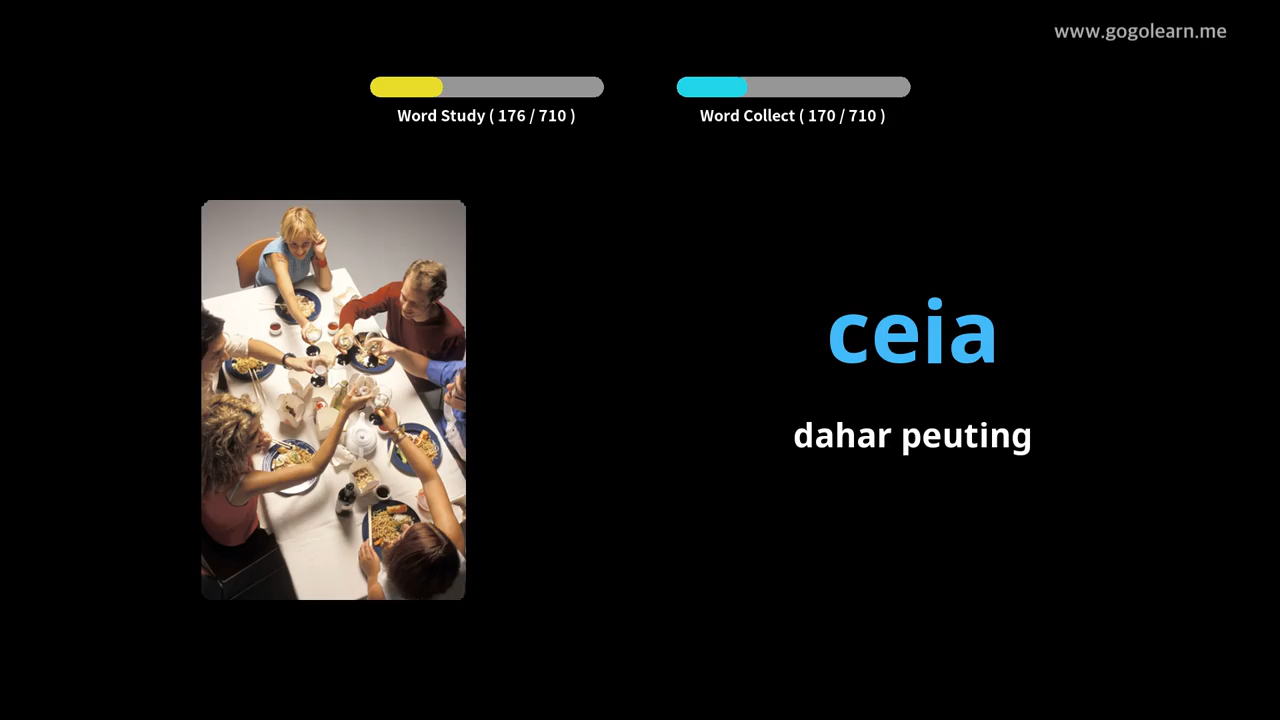 www.gogolearn.me
Word Study ( 176 / 710 )
Word Collect ( 170 / 710 )
ceia
dahar peuting